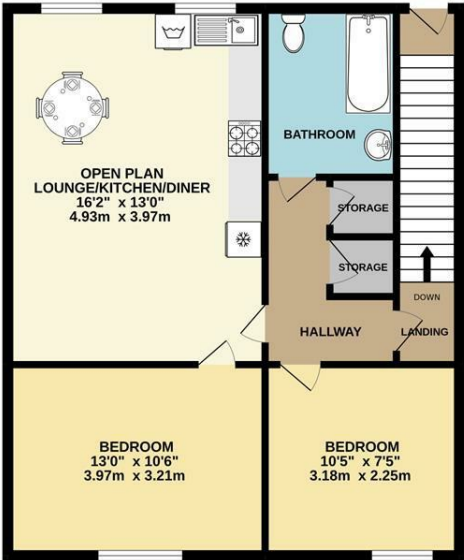 BATHROOM
OPEN PLAN
LOUNGE/KITCHEN/DINER
16'2" x 13'0"
4.93m x 3.97m
STORAGE
STORAGE
DOWN
HALLWAY
LANDING
BEDROOM
13'0" x 10'6"
3.97m x 3.21m
BEDROOM
10'5" x 7'5"
3.18m x 2.25m